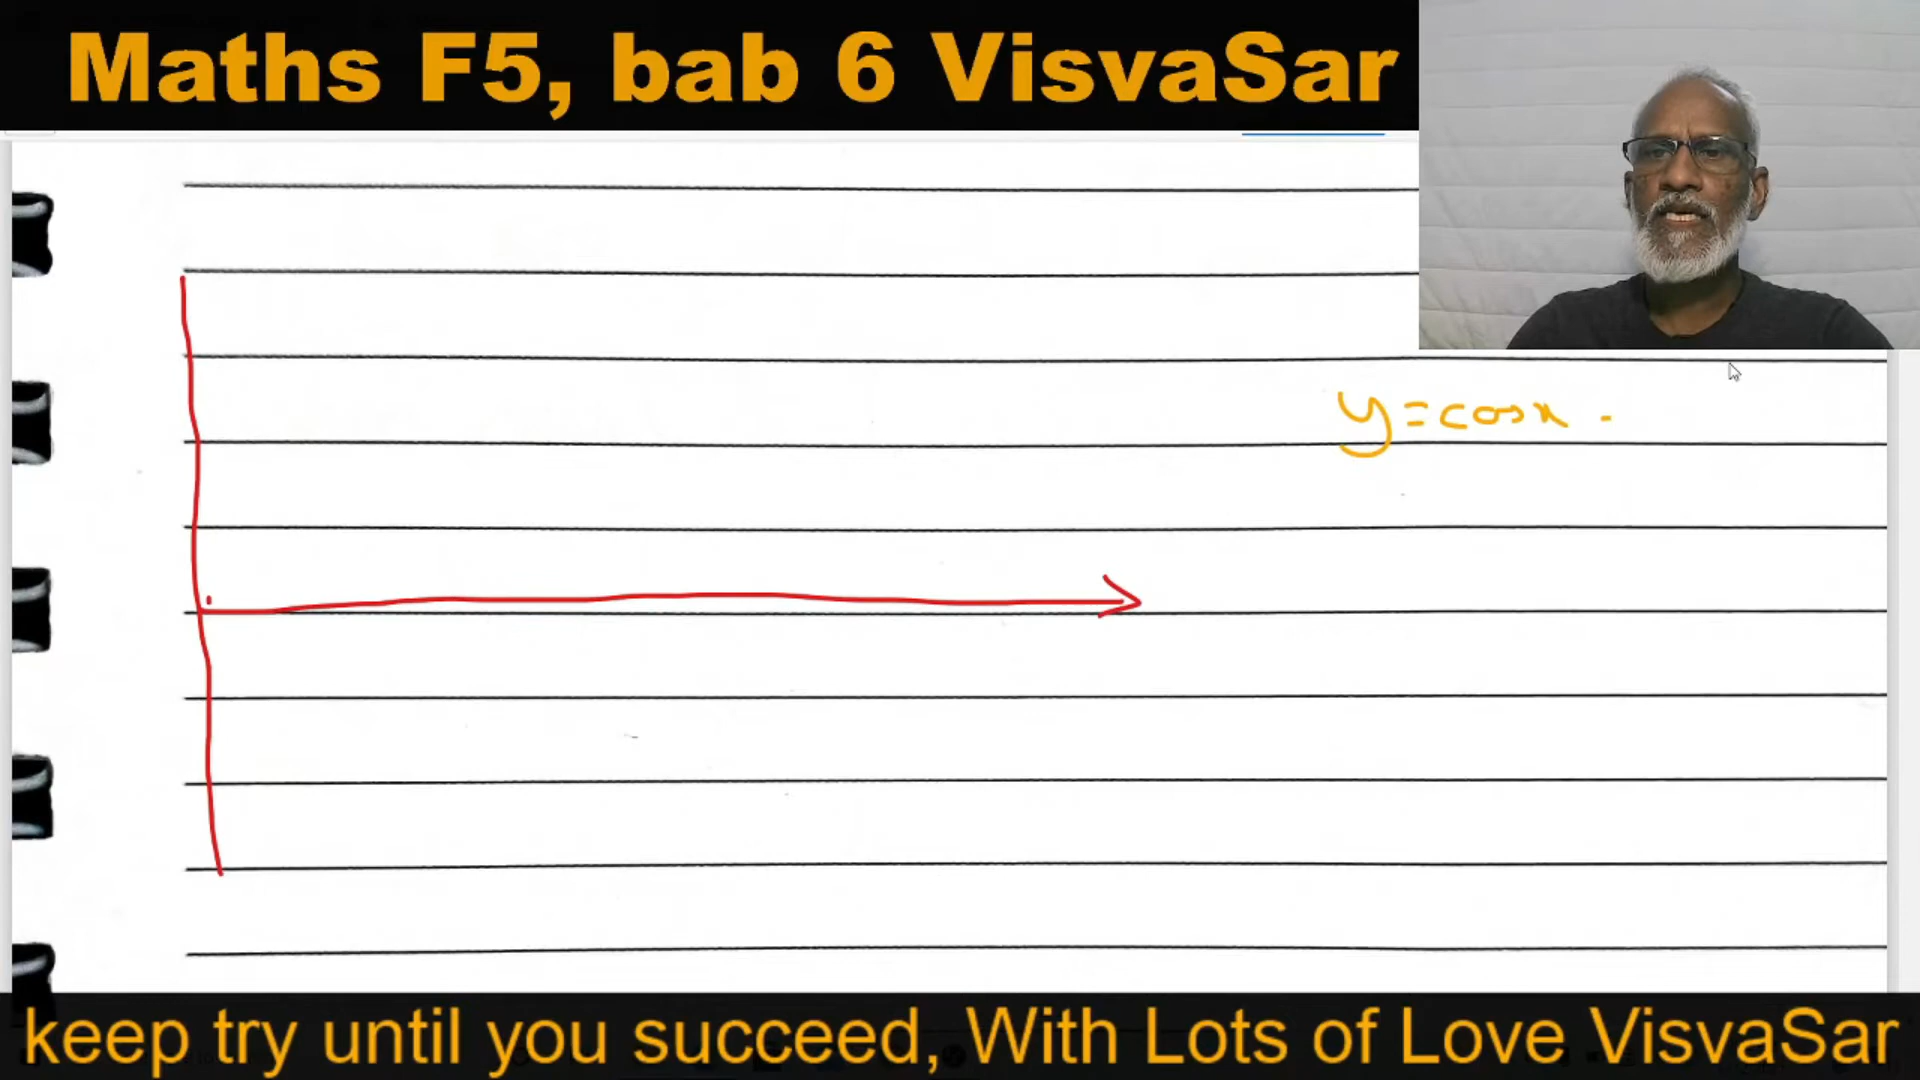 Maths F5, bab 6 VisvaSar
y=cosx
keep try until you succeed, With Lots of Love VisvaSar